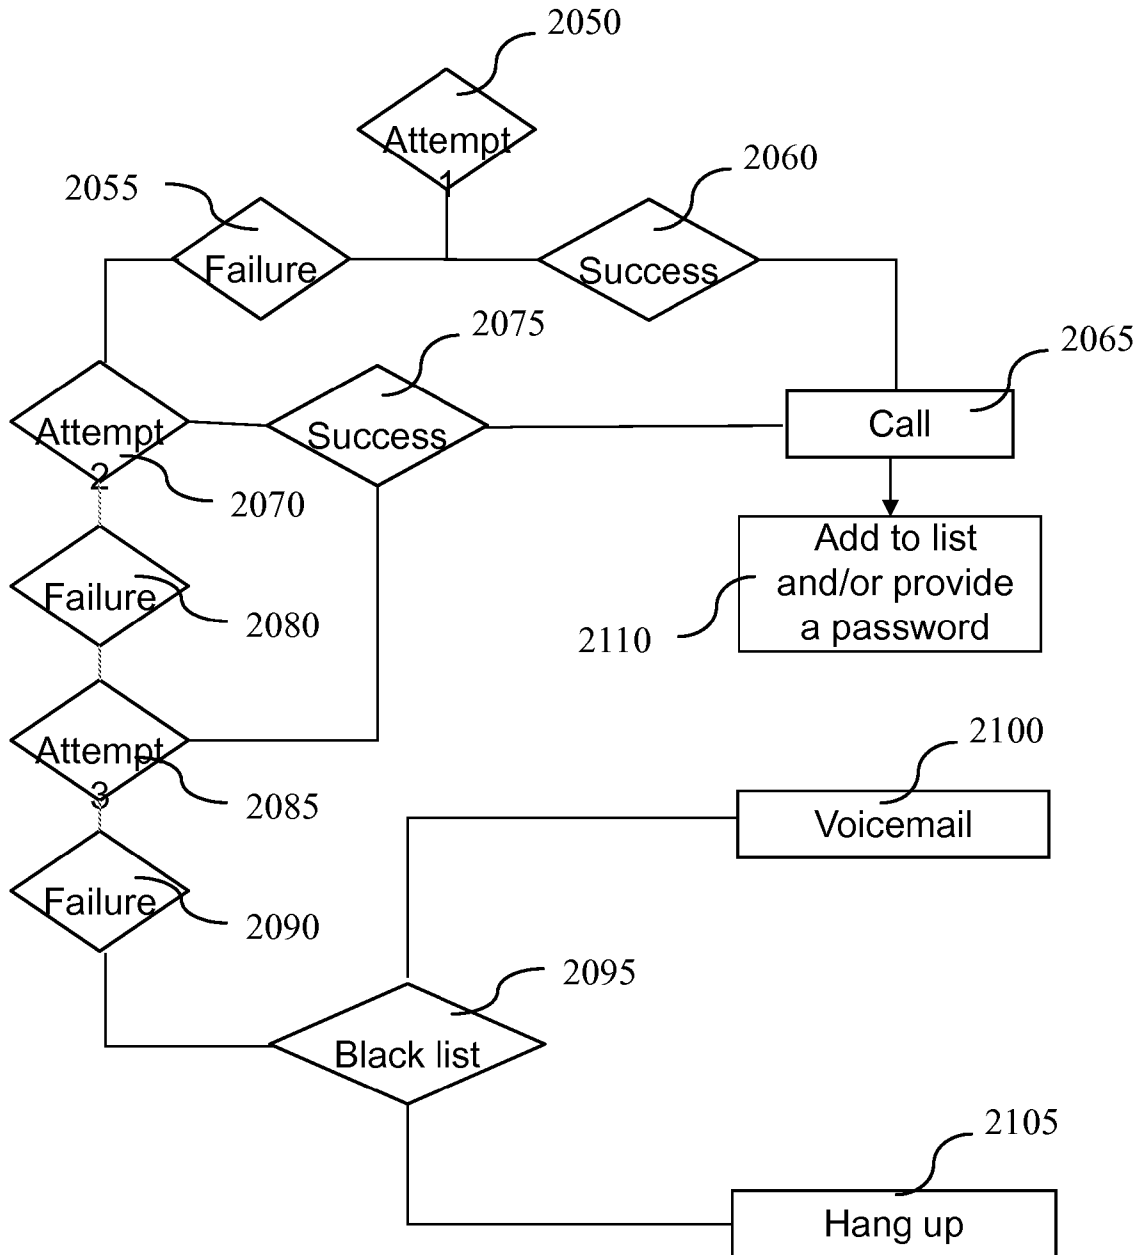 2050
Attempt
1
2055
2060
Failure
Success
2075
2065
Attempt
2
Success
Call
2070
Add to list
and/or provide
a password
Failure
2080
2110
Attempt
3
2085
2100
Voicemail
Failure
2090
2095
Black list
2105
Hang up